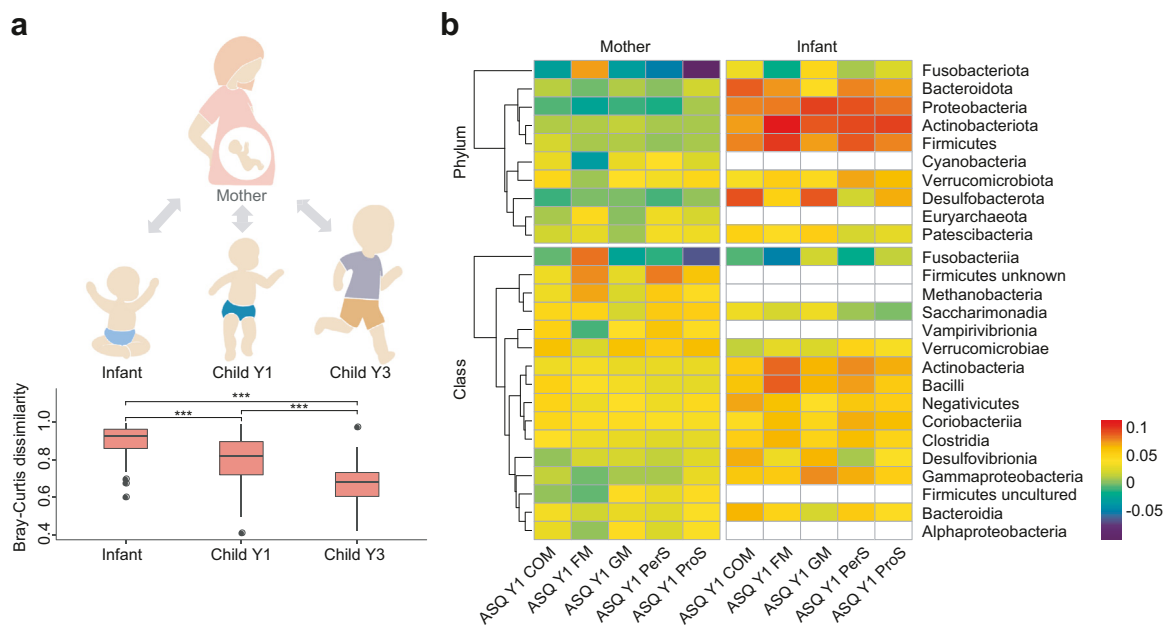 a
Mother
Infant
Child Y1
Child Y3
Bray-Curtis dissimilarity
1.0
0.8
0.6
0.4
***
***
***
Infant
Child Y1
Child Y3
b
Mother
Infant
Phylum
Fusobacteriota
Bacteroidota
Proteobacteria
Actinobacteriota
Firmicutes
Cyanobacteria
Verrucomicrobiota
Desulfobacterota
Euryarchaeota
Patescibacteria
Class
Fusobacteriia
Firmicutes unknown
Methanobacteria
Saccharimonadia
Vampirivibrionia
Verrucomicrobiae
Actinobacteria
Bacilli
Negativicutes
Coriobacteriia
Clostridia
Desulfovibrionia
Gammaproteobacteria
Firmicutes uncultured
Bacteroidia
Alphaproteobacteria
ASQ Y1 COM
ASQ Y1 FM
ASQ Y1 GM
ASQ Y1 PerS
ASQ Y1 ProS
ASQ Y1 COM
ASQ Y1 FM
ASQ Y1 GM
ASQ Y1 PerS
ASQ Y1 ProS
0.1
0.05
0
-0.05